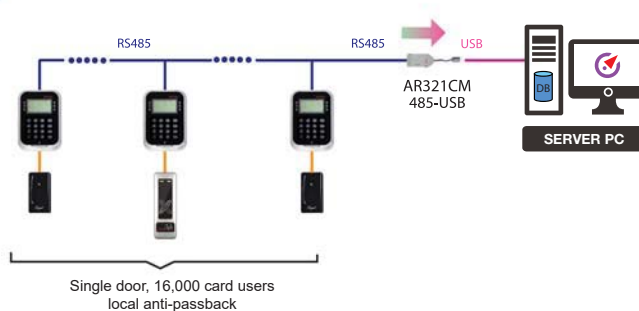 RS485
RS485
USB
AR321CM
485-USB
DB
SERVER PC
Single door, 16,000 card users
local anti-passback